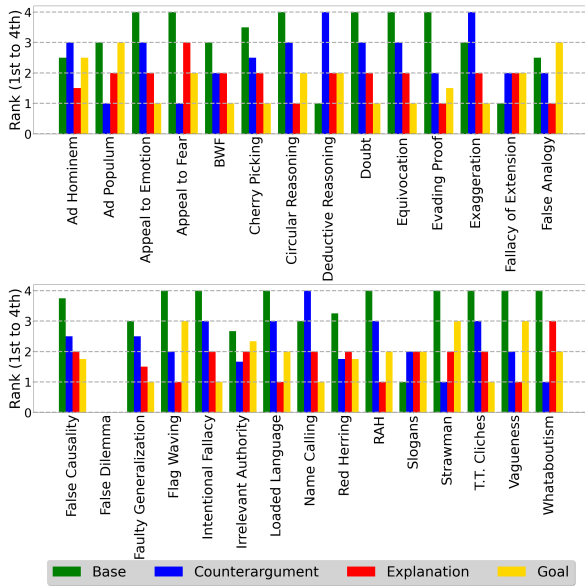 Rank (1st to 4th)
4
3
2
1
0
Ad Hominem
Ad Populum
Appeal to Emotion
Appeal to Fear
BWF
Cherry Picking
Circular Reasoning
Deductive Reasoning
Doubt
Equivocation
Evading Proof
Exaggeration
Fallacy of Extension
False Analogy
Rank (1st to 4th)
4
3
2
1
0
False Causality
False Dilemma
Faulty Generalization
Flag Waving
Intentional Fallacy
Irrelevant Authority
Loaded Language
Name Calling
Red Herring
RAH
Slogans
Strawman
T.T. Cliches
Vagueness
Whataboutism
Base Counterargument Explanation Goal